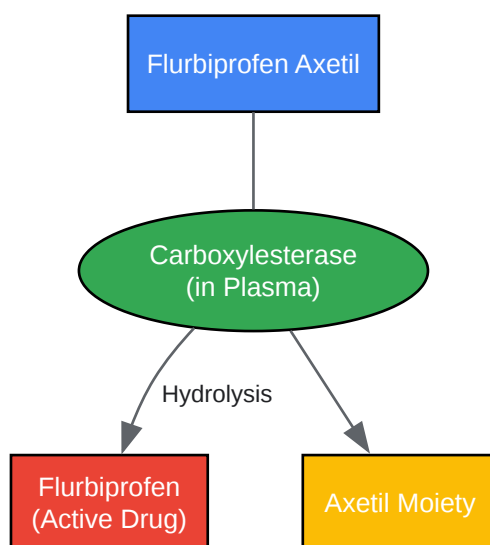 Flurbiprofen Axetil
Carboxylesterase
(in Plasma)
Hydrolysis
Flurbiprofen
(Active Drug)
Axetil Moiety